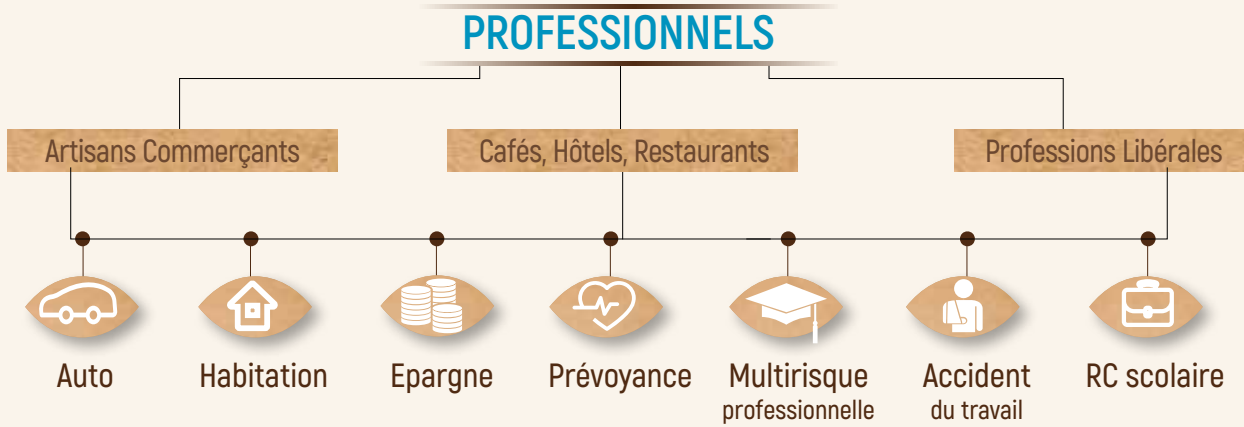 PROFESSIONNELS
Artisans Commerçants
Cafés, Hôtels, Restaurants
Professions Libérales
Auto
Habitation
Epargne
Prévoyance
Multirisque
professionnelle
Accident
du travail
RC scolaire